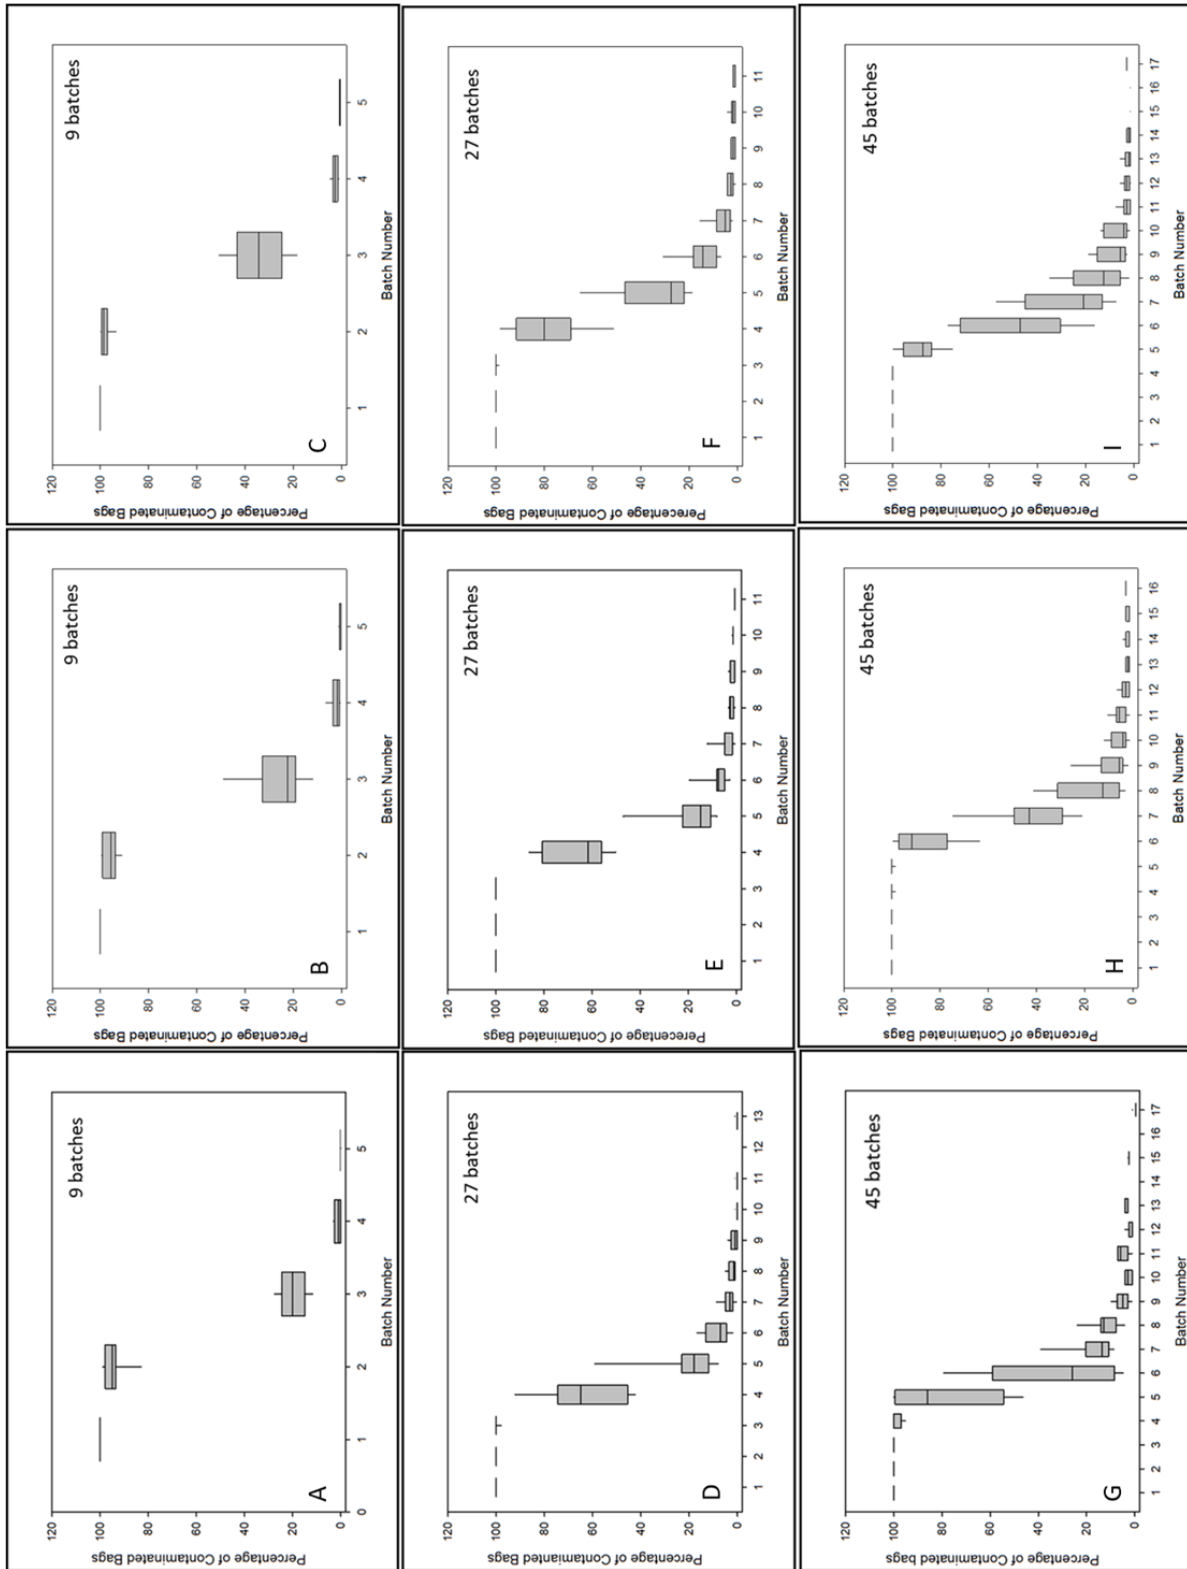 9 batches
Percentage of Contaminated Bags
120
100
80
60
40
20
0
A
0 1 2 3 4 5
Batch Number
9 batches
Percentage of Contaminated Bags
120
100
80
60
40
20
0
B
1 2 3 4 5
Batch Number
9 batches
Percentage of Contaminated Bags
120
100
80
60
40
20
0
C
1 2 3 4 5
Batch Number
27 batches
Percentage of Contaminated Bags
120
100
80
60
40
20
0
D
1 2 3 4 5 6 7 8 9 10 11 12 13
Batch Number
27 batches
Percentage of Contaminated Bags
120
100
80
60
40
20
0
E
1 2 3 4 5 6 7 8 9 10 11
Batch Number
27 batches
Percentage of Contaminated Bags
120
100
80
60
40
20
0
F
1 2 3 4 5 6 7 8 9 10 11
Batch Number
45 batches
Percentage of Contaminated bags
120
100
80
60
40
20
0
G
1 2 3 4 5 6 7 8 9 10 11 12 13 14 15 16 17
Batch Number
45 batches
Percentage of Contaminated Bags
120
100
80
60
40
20
0
H
1 2 3 4 5 6 7 8 9 10 11 12 13 14 15 16
Batch Number
45 batches
Percentage of Contaminated Bags
120
100
80
60
40
20
0
I
1 2 3 4 5 6 7 8 9 10 11 12 13 14 15 16 17
Batch Number